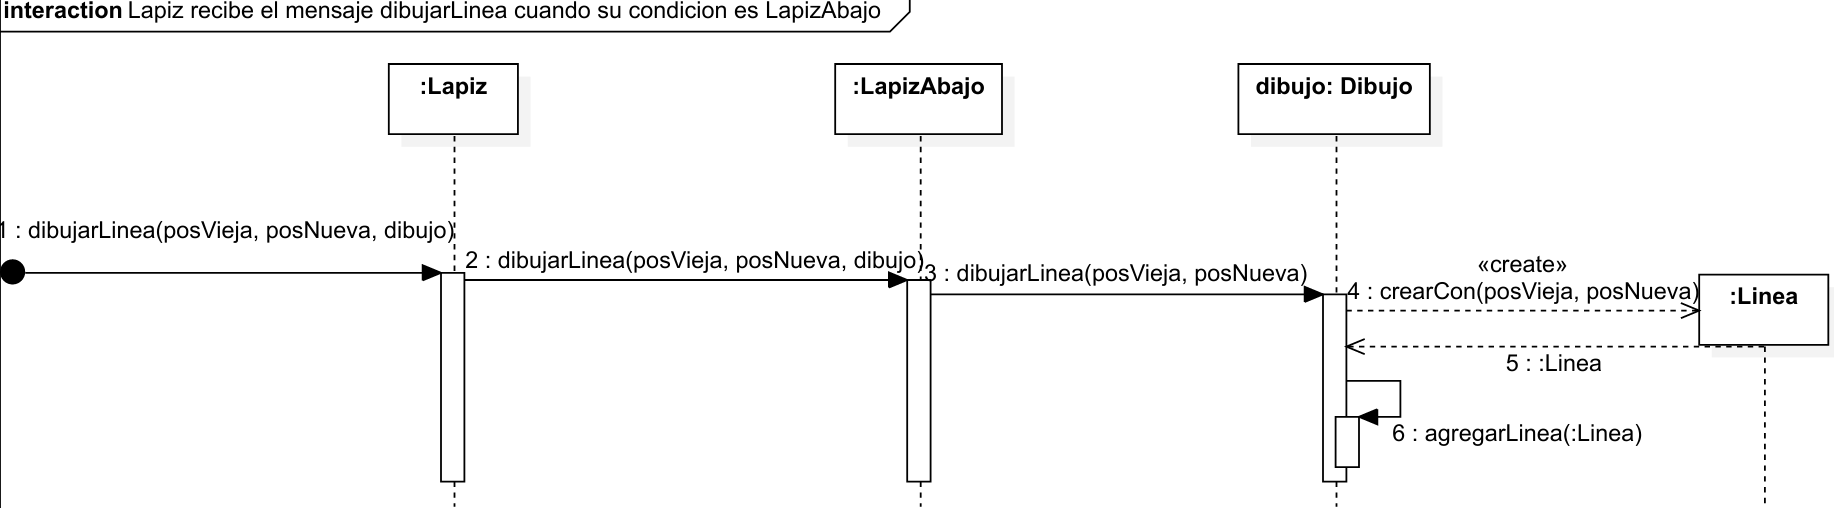 interaction Lapiz recibe el mensaje dibujarLinea cuando su condicion es LapizAbajo
:Lapiz
:LapizAbajo
dibujo: Dibujo
1 : dibujarLinea(posVieja, posNueva, dibujo)
2 : dibujarLinea(posVieja, posNueva, dibujo)
3 : dibujarLinea(posVieja, posNueva)
«create»
4 : crearCon(posVieja, posNueva)
:Linea
5 : :Linea
6 : agregarLinea(:Linea)